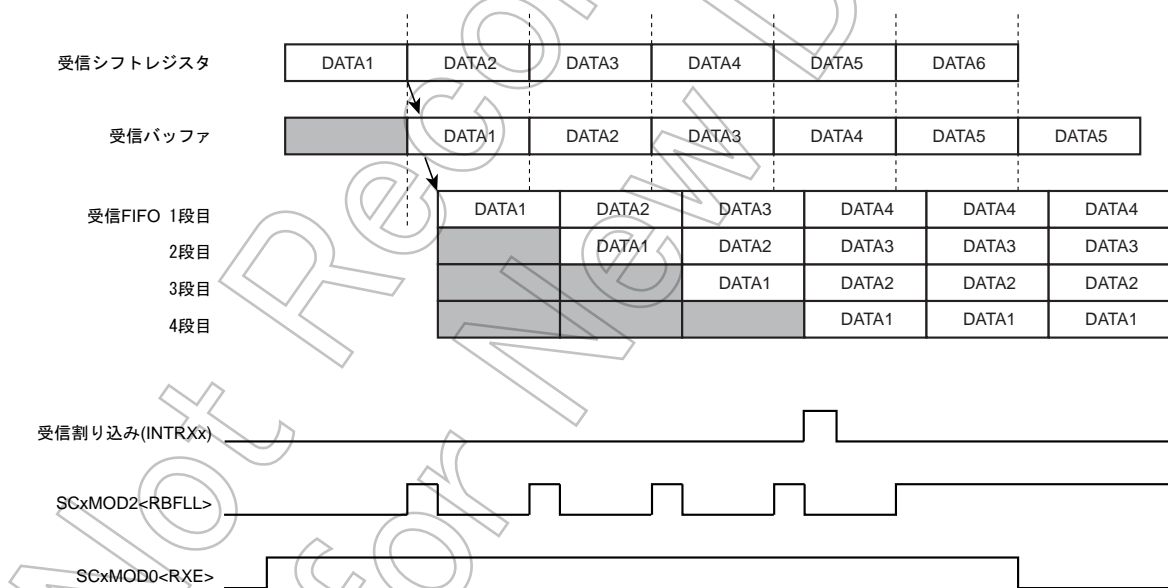 受信シフトレジスタ DATA1 DATA2 DATA3 DATA4 DATA5 DATA6
受信バッファ DATA1 DATA2 DATA3 DATA4 DATA5 DATA5
受信FIFO 1段目 DATA1 DATA2 DATA3 DATA4 DATA4 DATA4
2段目 DATA1 DATA2 DATA3 DATA3 DATA3
3段目 DATA1 DATA2 DATA2 DATA2
4段目 DATA1 DATA1 DATA1
受信割り込み(INTRXx)
SCxMOD2<RBFLL>
SCxMOD0<RXE>